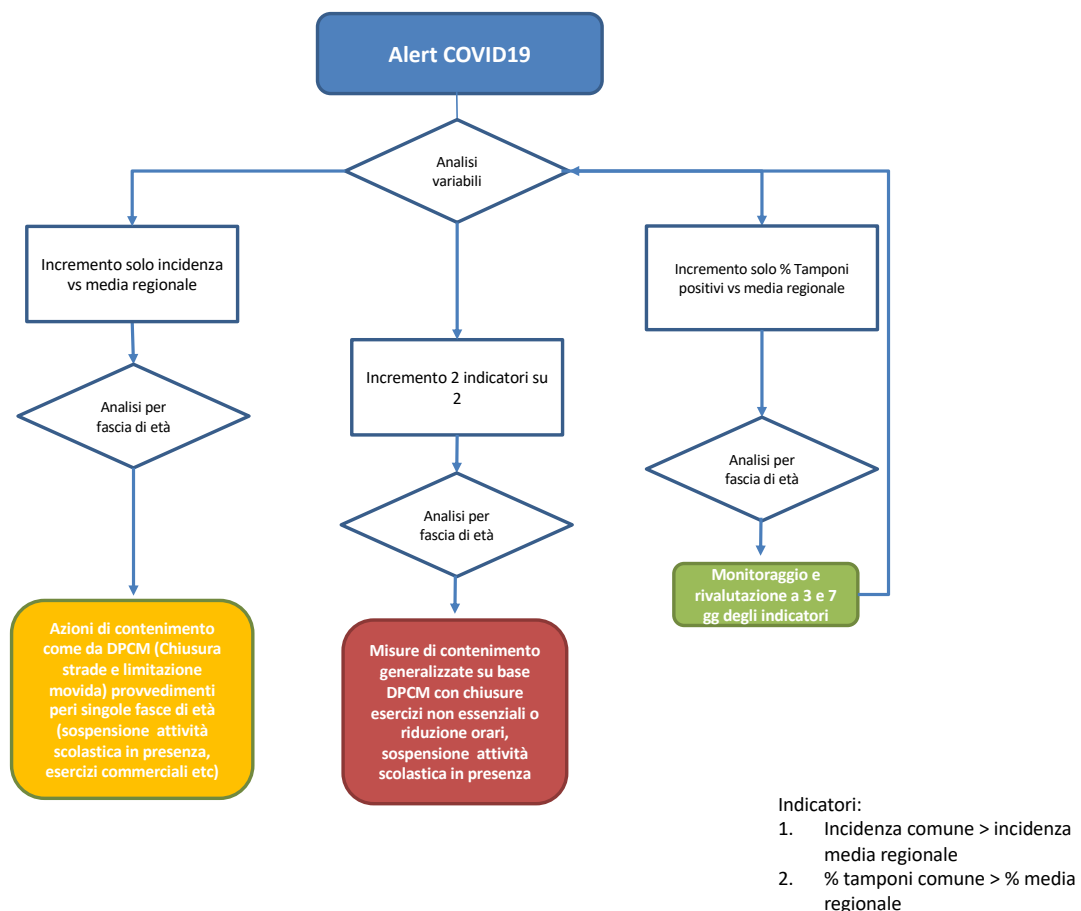 Alert COVID19
Analisi
variabili
Incremento solo incidenza
vs media regionale
Incremento solo % Tamponi
positivi vs media regionale
Incremento 2 indicatori su
2
Analisi per
fascia di età
Analisi per
fascia di età
Analisi per
fascia di età
Monitoraggio e
rivalutazione a 3 e 7
gg degli indicatori
Azioni di contenimento
come da DPCM (Chiusura
strade e limitazione
movida) provvedimenti
peri singole fasce di età
(sospensione attività
scolastica in presenza,
esercizi commerciali etc)
Misure di contenimento
generalizzate su base
DPCM con chiusure
esercizi non essenziali o
riduzione orari,
sospensione attività
scolastica in presenza
Indicatori:
1. Incidenza comune > incidenza
media regionale
2. % tamponi comune > % media
regionale